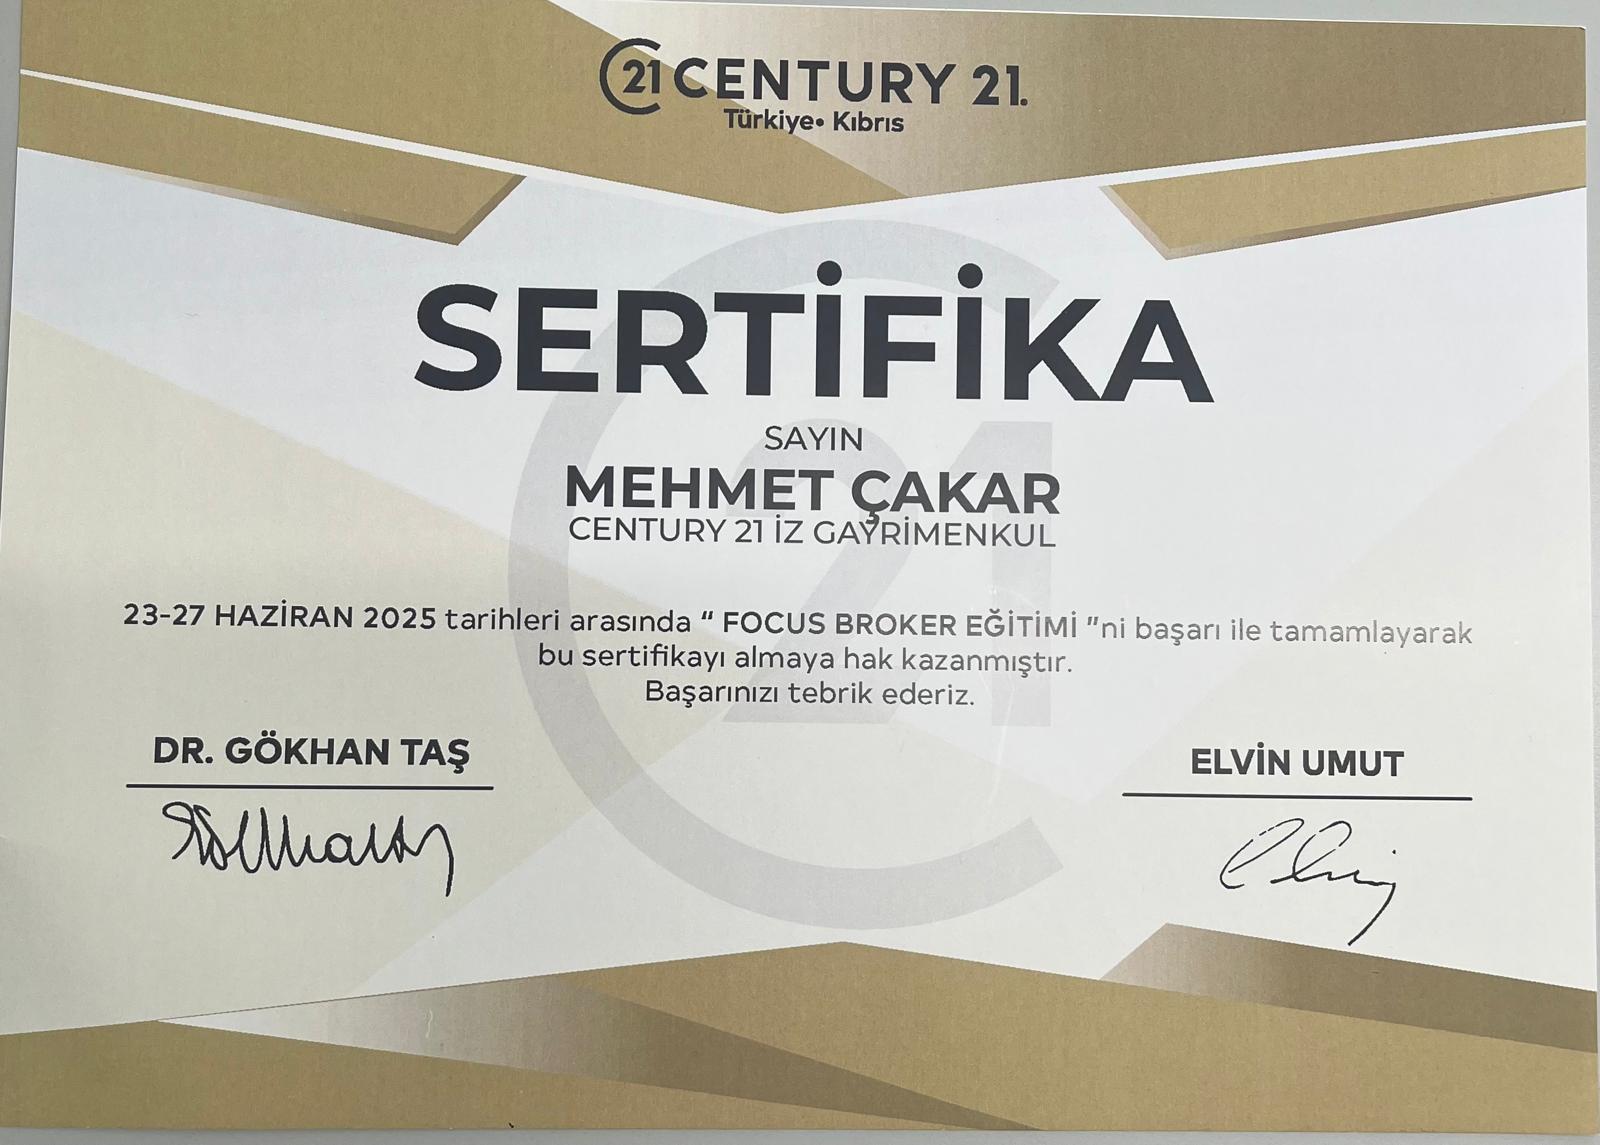 21 CENTURY 21.
Türkiye• Kıbrıs
SERTİFİKA
SAYIN
MEHMET ÇAKAR
CENTURY 21 İZ GAYRİMENKUL
23-27 HAZİRAN 2025 tarihleri arasında “ FOCUS BROKER EĞİTİMİ ”ni başarı ile tamamlayarak
bu sertifikayı almaya hak kazanmıştır.
Başarınızı tebrik ederiz.
DR. GÖKHAN TAŞ
ELVİN UMUT